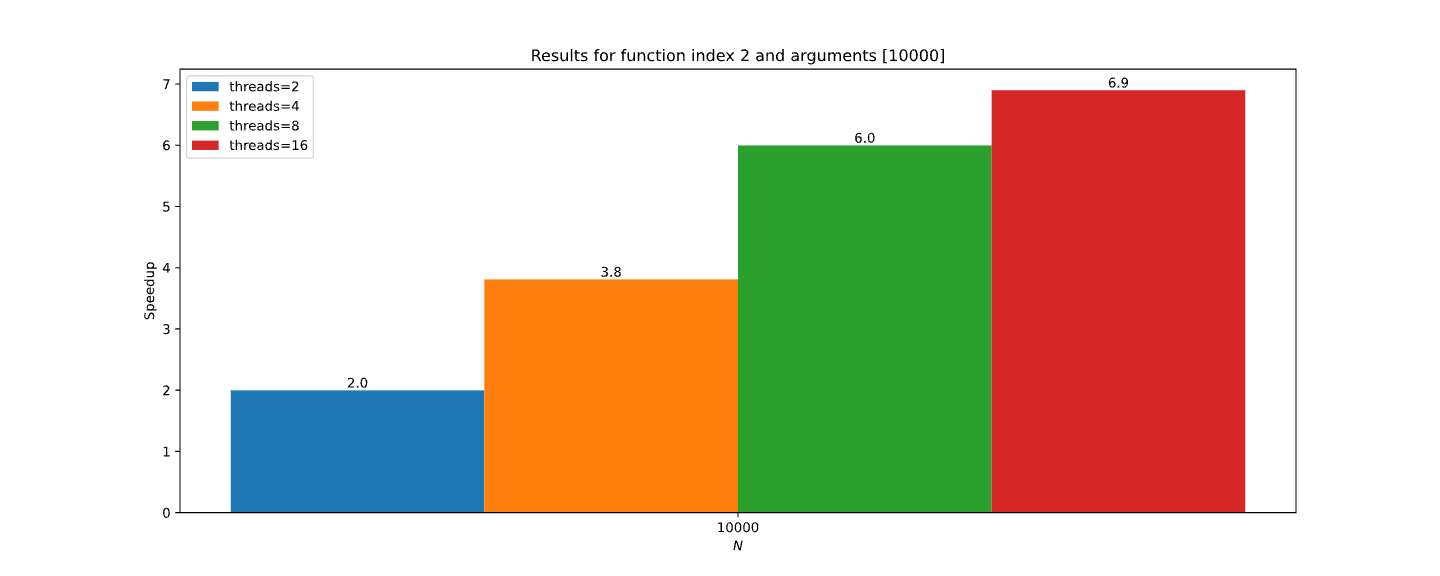 Results for function index 2 and arguments [10000]
threads=2
threads=4
threads=8
threads=16
Speedup
7
6
5
4
3
2
1
0
2.0
3.8
6.0
6.9
10000
N